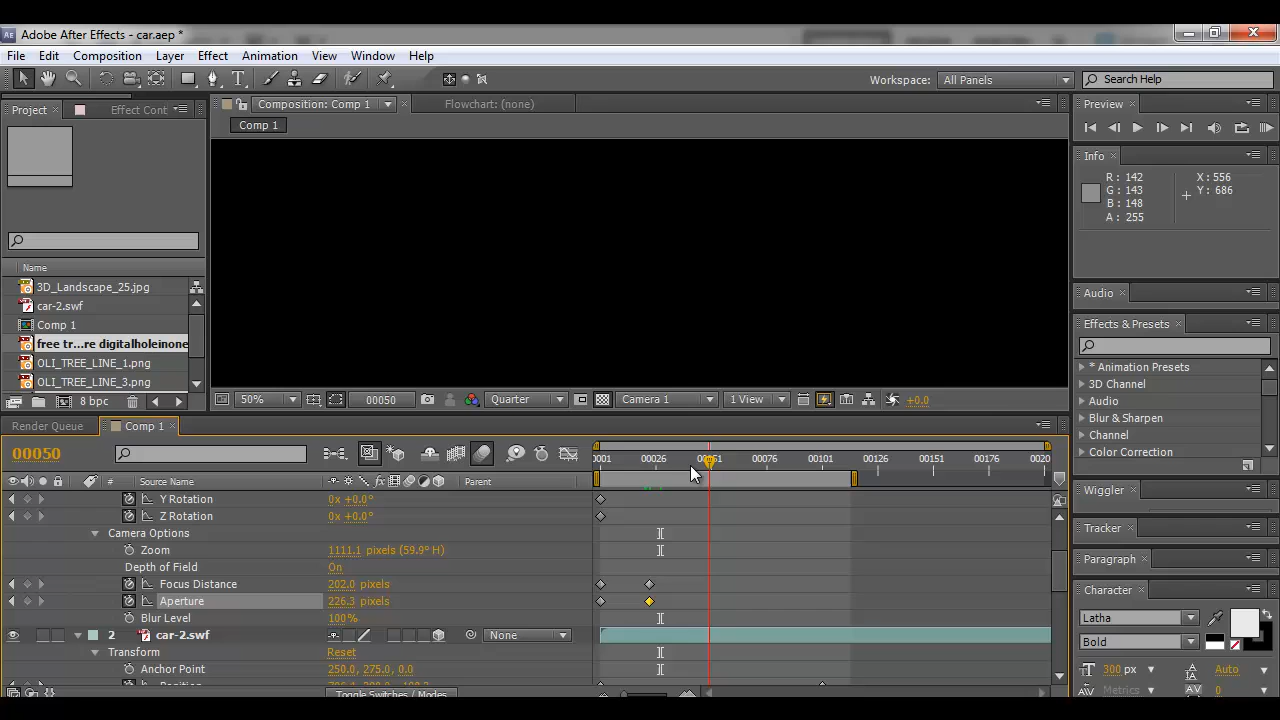 Adobe After Effects - car.aep *
File Edit Composition Layer Effect Animation View Window Help
Workspace: All Panels Search Help
Project Effect Cont Composition: Comp 1 Flowchart: (none) Preview
Comp 1
Info
R: 142 X: 556
G: 143 Y: 686
B: 148
A: 255
Name
3D_Landscape_25.jpg
car-2.swf
Comp 1
free tr...re digitalholeinone
OLI_TREE_LINE_1.png
OLI_TREE_LINE_3.png
8 bpc
50% 00050 Quarter Camera 1 1 View +0.0
Audio
Effects & Presets
* Animation Presets
3D Channel
Audio
Blur & Sharpen
Channel
Color Correction
Render Queue Comp 1
00050 0001 00026 00051 00076 00101 00126 00151 00176 0020
# Source Name Parent
Y Rotation 0x +0.0°
Z Rotation 0x +0.0°
Camera Options
Zoom 1111.1 pixels (59.9° H)
Depth of Field On
Focus Distance 202.0 pixels
Aperture 226.3 pixels
Blur Level 100%
2 car-2.swf None
Transform Reset
Anchor Point 250.0, 275.0, 0.0
Position
Toggle Switches / Modes
Wiggler
Tracker
Paragraph
Character
Latha
Bold
300 px Auto
Metrics 0